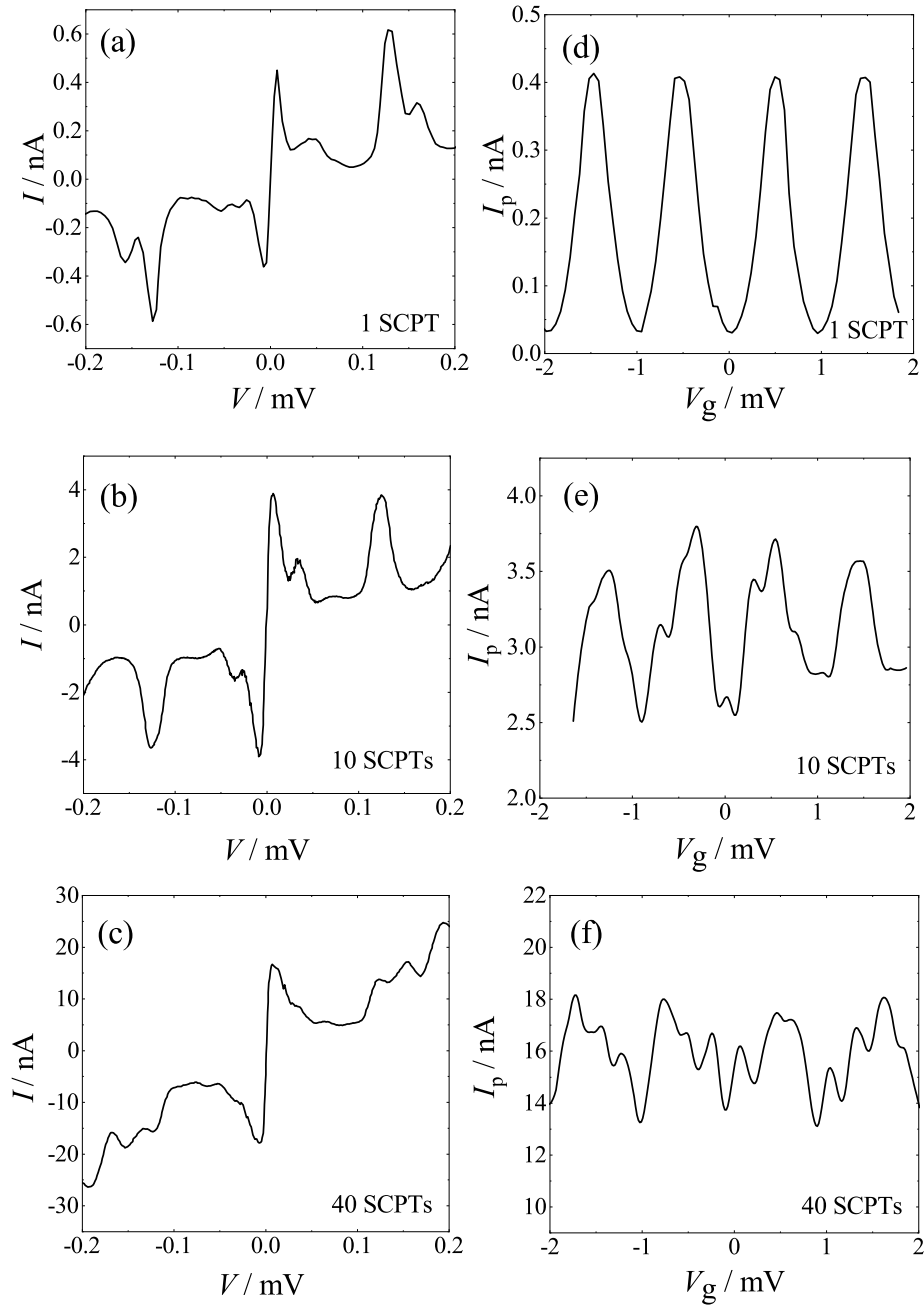 (a)
0.6
0.4
0.2
0.0
-0.2
-0.4
-0.6
I / nA
1 SCPT
-0.2 -0.1 0.0 0.1 0.2
V / mV
(d)
0.5
0.4
0.3
0.2
0.1
0.0
Ip / nA
1 SCPT
-2 -1 0 1 2
Vg / mV
(b)
4
2
0
-2
-4
I / nA
10 SCPTs
-0.2 -0.1 0.0 0.1 0.2
V / mV
(e)
4.0
3.5
3.0
2.5
2.0
Ip / nA
10 SCPTs
-2 -1 0 1 2
Vg / mV
(c)
30
20
10
0
-10
-20
-30
I / nA
40 SCPTs
-0.2 -0.1 0.0 0.1 0.2
V / mV
(f)
22
20
18
16
14
12
10
Ip / nA
40 SCPTs
-2 -1 0 1 2
Vg / mV